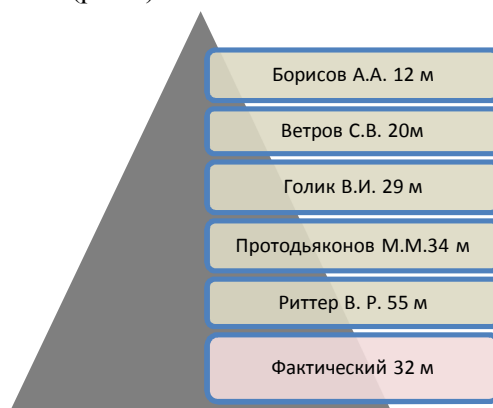 Борисов А.А. 12 м
Ветров С.В. 20м
Голик В.И. 29 м
Протодьяконов М.М.34 м
Риттер В. Р. 55 м
Фактический 32 м